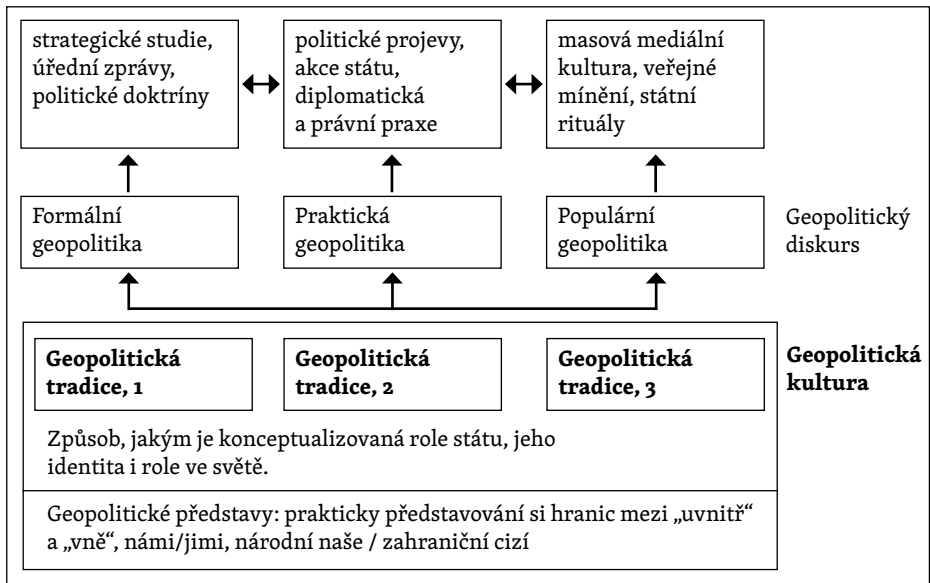 strategické studie,
úřední zprávy,
politické doktríny
politické projevy,
akce státu,
diplomatická
a právní praxe
masová mediální
kultura, veřejné
mínění, státní
rituály
Formální
geopolitika
Praktická
geopolitika
Populární
geopolitika
Geopolitický
diskurs
Geopolitická
tradice, 1
Geopolitická
tradice, 2
Geopolitická
tradice, 3
Geopolitická
kultura
Způsob, jakým je konceptualizovaná role státu, jeho
identita i role ve světě.
Geopolitické představy: prakticky představování si hranic mezi „uvnitř“
a „vně“, námi/jimi, národní naše / zahraniční cizí